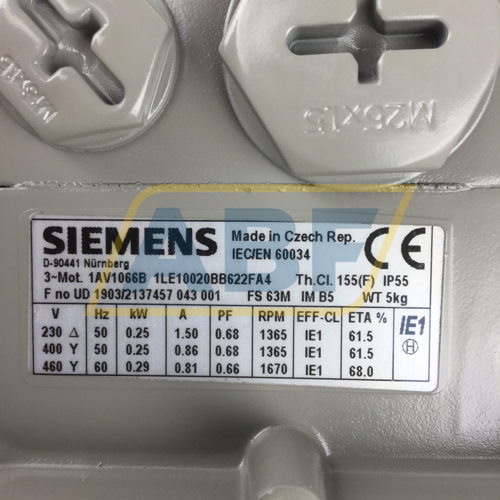 M16x1.5
M25x1.5
SIEMENS
D-90441 Nürnberg
Made in Czech Rep.
IEC/EN 60034
CE
3~Mot. 1AV1066B 1LE10020BB622FA4 Th.Cl. 155(F) IP55
F no UD 1903/2137457 043 001 FS 63M IM B5 WT 5kg
V Hz kW A PF RPM EFF-CL ETA % IE1
230 Δ 50 0.25 1.50 0.68 1365 IE1 61.5 H
400 Y 50 0.25 0.86 0.68 1365 IE1 61.5
460 Y 60 0.29 0.81 0.66 1670 IE1 68.0
ABF